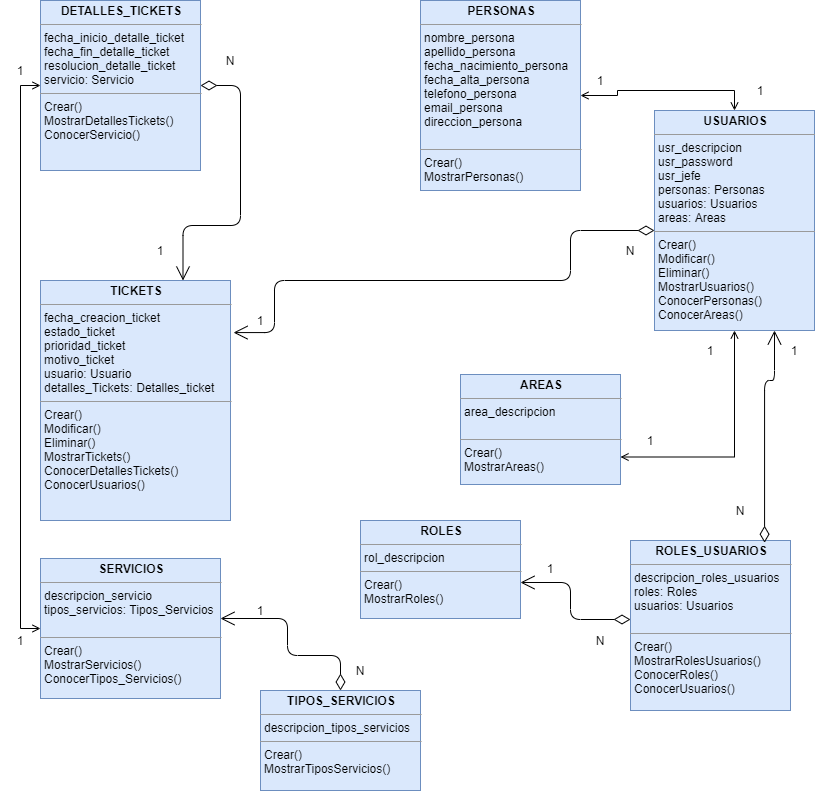 DETALLES_TICKETS
fecha_inicio_detalle_ticket
fecha_fin_detalle_ticket
resolucion_detalle_ticket
servicio: Servicio
Crear()
MostrarDetallesTickets()
ConocerServicio()
1
N
PERSONAS
nombre_persona
apellido_persona
fecha_nacimiento_persona
fecha_alta_persona
telefono_persona
email_persona
direccion_persona
Crear()
MostrarPersonas()
1
1
USUARIOS
usr_descripcion
usr_password
usr_jefe
personas: Personas
usuarios: Usuarios
areas: Areas
Crear()
Modificar()
Eliminar()
MostrarUsuarios()
ConocerPersonas()
ConocerAreas()
N
1
TICKETS
fecha_creacion_ticket
estado_ticket
prioridad_ticket
motivo_ticket
usuario: Usuario
detalles_Tickets: Detalles_ticket
Crear()
Modificar()
Eliminar()
MostrarTickets()
ConocerDetallesTickets()
ConocerUsuarios()
1
1
1
AREAS
area_descripcion
Crear()
MostrarAreas()
1
N
ROLES
rol_descripcion
Crear()
MostrarRoles()
1
N
ROLES_USUARIOS
descripcion_roles_usuarios
roles: Roles
usuarios: Usuarios
Crear()
MostrarRolesUsuarios()
ConocerRoles()
ConocerUsuarios()
SERVICIOS
descripcion_servicio
tipos_servicios: Tipos_Servicios
Crear()
MostrarServicios()
ConocerTipos_Servicios()
1
1
N
TIPOS_SERVICIOS
descripcion_tipos_servicios
Crear()
MostrarTiposServicios()